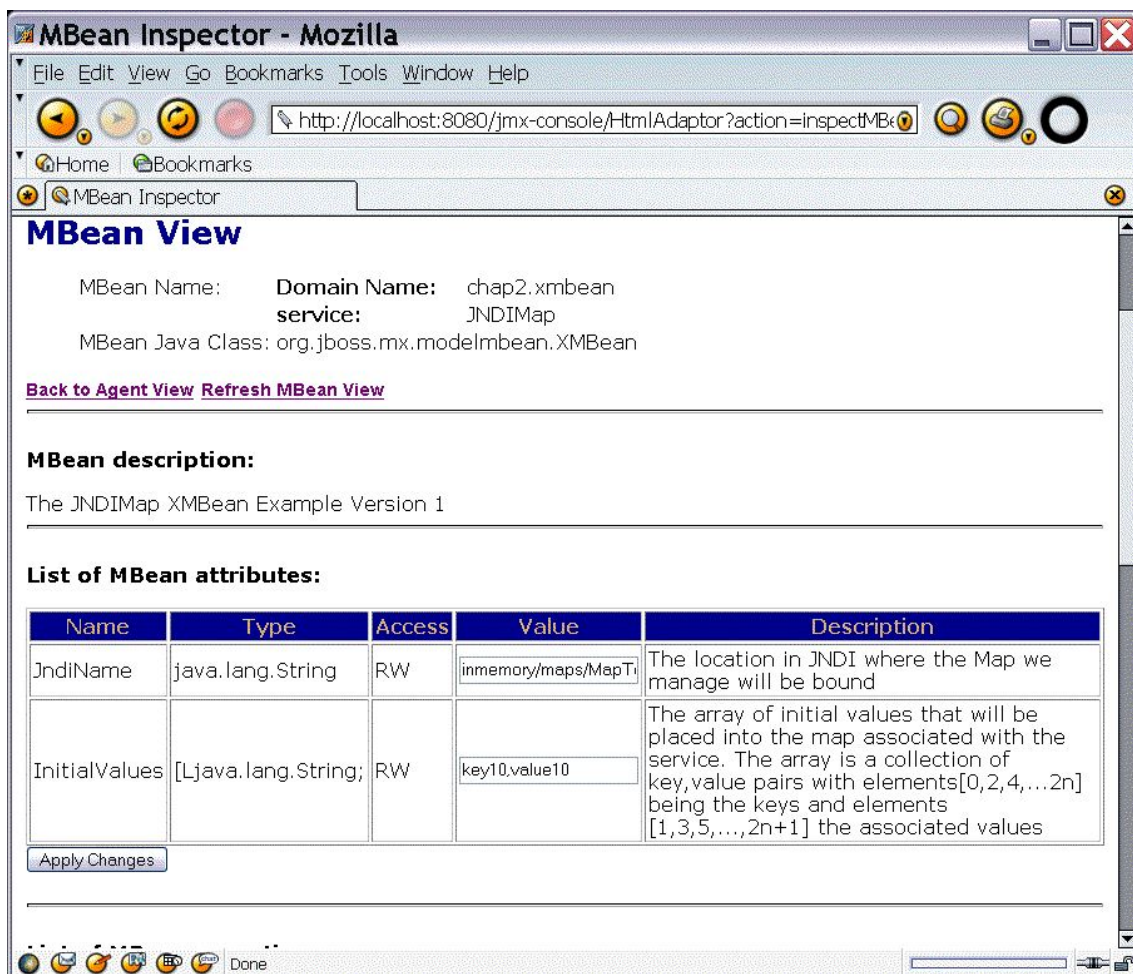 MBean Inspector - Mozilla
File Edit View Go Bookmarks Tools Window Help
http://localhost:8080/jmx-console/HtmlAdaptor?action=inspectMBe
Home Bookmarks
MBean Inspector
MBean View
MBean Name: Domain Name: chap2.xmbean
service: JNDIMap
MBean Java Class: org.jboss.mx.modelmbean.XMBean
Back to Agent View Refresh MBean View
MBean description:
The JNDIMap XMBean Example Version 1
List of MBean attributes:
Name Type Access Value Description
JndiName java.lang.String RW inmemory/maps/MapT The location in JNDI where the Map we
manage will be bound
InitialValues [Ljava.lang.String; RW key10,value10 The array of initial values that will be
placed into the map associated with the
service. The array is a collection of
key,value pairs with elements[0,2,4,...2n]
being the keys and elements
[1,3,5,...,2n+1] the associated values
Apply Changes
Done